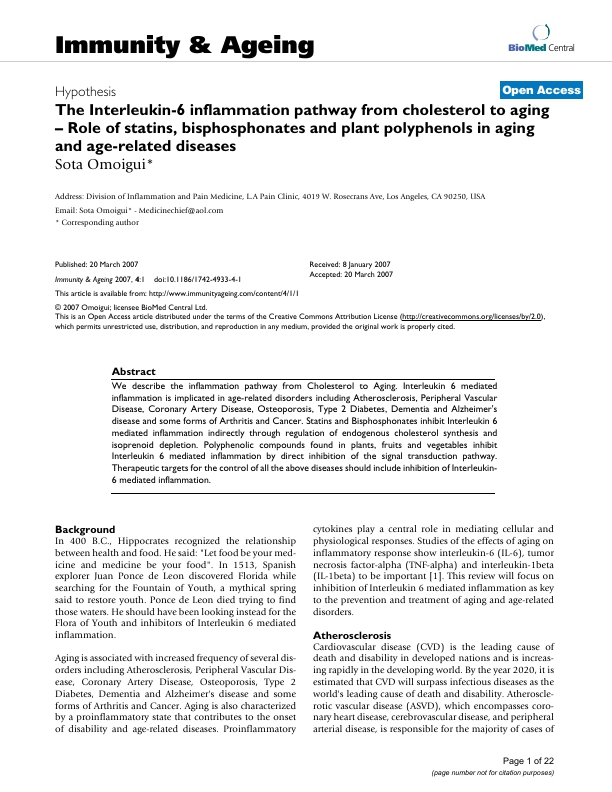 Immunity & Ageing
BioMed Central
Hypothesis
Open Access
The Interleukin-6 inflammation pathway from cholesterol to aging
– Role of statins, bisphosphonates and plant polyphenols in aging
and age-related diseases
Sota Omoigui*
Address: Division of Inflammation and Pain Medicine, L.A Pain Clinic, 4019 W. Rosecrans Ave, Los Angeles, CA 90250, USA
Email: Sota Omoigui* - Medicinechief@aol.com
* Corresponding author
Published: 20 March 2007
Immunity & Ageing 2007, 4:1 doi:10.1186/1742-4933-4-1
Received: 8 January 2007
Accepted: 20 March 2007
This article is available from: http://www.immunityageing.com/content/4/1/1
© 2007 Omoigui; licensee BioMed Central Ltd.
This is an Open Access article distributed under the terms of the Creative Commons Attribution License (http://creativecommons.org/licenses/by/2.0),
which permits unrestricted use, distribution, and reproduction in any medium, provided the original work is properly cited.
Abstract
We describe the inflammation pathway from Cholesterol to Aging. Interleukin 6 mediated
inflammation is implicated in age-related disorders including Atherosclerosis, Peripheral Vascular
Disease, Coronary Artery Disease, Osteoporosis, Type 2 Diabetes, Dementia and Alzheimer's
disease and some forms of Arthritis and Cancer. Statins and Bisphosphonates inhibit Interleukin 6
mediated inflammation indirectly through regulation of endogenous cholesterol synthesis and
isoprenoid depletion. Polyphenolic compounds found in plants, fruits and vegetables inhibit
Interleukin 6 mediated inflammation by direct inhibition of the signal transduction pathway.
Therapeutic targets for the control of all the above diseases should include inhibition of Interleukin-
6 mediated inflammation.
Background
In 400 B.C., Hippocrates recognized the relationship
between health and food. He said: "Let food be your med-
icine and medicine be your food". In 1513, Spanish
explorer Juan Ponce de Leon discovered Florida while
searching for the Fountain of Youth, a mythical spring
said to restore youth. Ponce de Leon died trying to find
those waters. He should have been looking instead for the
Flora of Youth and inhibitors of Interleukin 6 mediated
inflammation.
Aging is associated with increased frequency of several dis-
orders including Atherosclerosis, Peripheral Vascular Dis-
ease, Coronary Artery Disease, Osteoporosis, Type 2
Diabetes, Dementia and Alzheimer's disease and some
forms of Arthritis and Cancer. Aging is also characterized
by a proinflammatory state that contributes to the onset
of disability and age-related diseases. Proinflammatory
cytokines play a central role in mediating cellular and
physiological responses. Studies of the effects of aging on
inflammatory response show interleukin-6 (IL-6), tumor
necrosis factor-alpha (TNF-alpha) and interleukin-1beta
(IL-1beta) to be important [1]. This review will focus on
inhibition of Interleukin 6 mediated inflammation as key
to the prevention and treatment of aging and age-related
disorders.
Atherosclerosis
Cardiovascular disease (CVD) is the leading cause of
death and disability in developed nations and is increas-
ing rapidly in the developing world. By the year 2020, it is
estimated that CVD will surpass infectious diseases as the
world's leading cause of death and disability. Atheroscle-
rotic vascular disease (ASVD), which encompasses coro-
nary heart disease, cerebrovascular disease, and peripheral
arterial disease, is responsible for the majority of cases of
Page 1 of 22
(page number not for citation purposes)